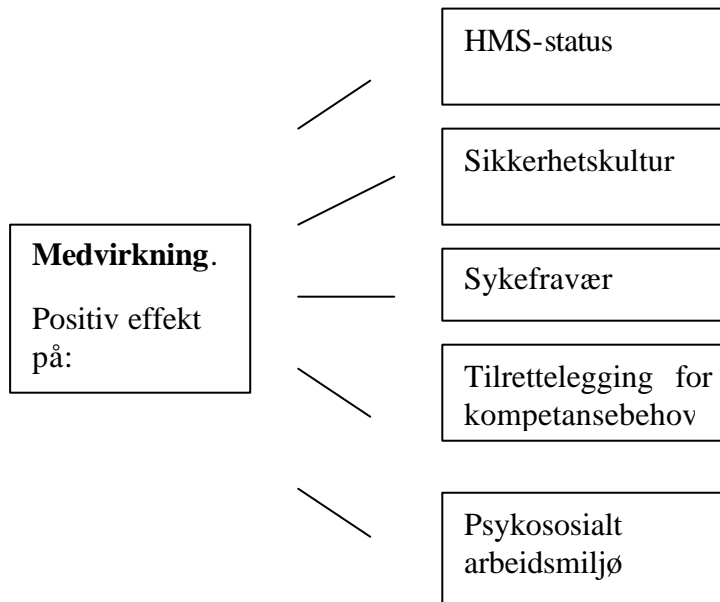 Medvirkning.
Positiv effekt
på:
HMS-status
Sikkerhetskultur
Sykefravær
Tilrettelegging for
kompetansebehov
Psykososialt
arbeidsmiljø